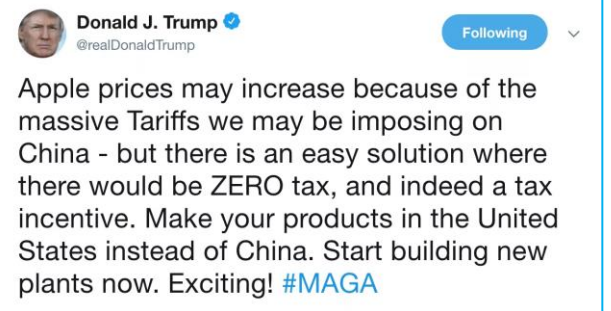 Donald J. Trump
@realDonaldTrump
Following
Apple prices may increase because of the
massive Tariffs we may be imposing on
China - but there is an easy solution where
there would be ZERO tax, and indeed a tax
incentive. Make your products in the United
States instead of China. Start building new
plants now. Exciting! #MAGA